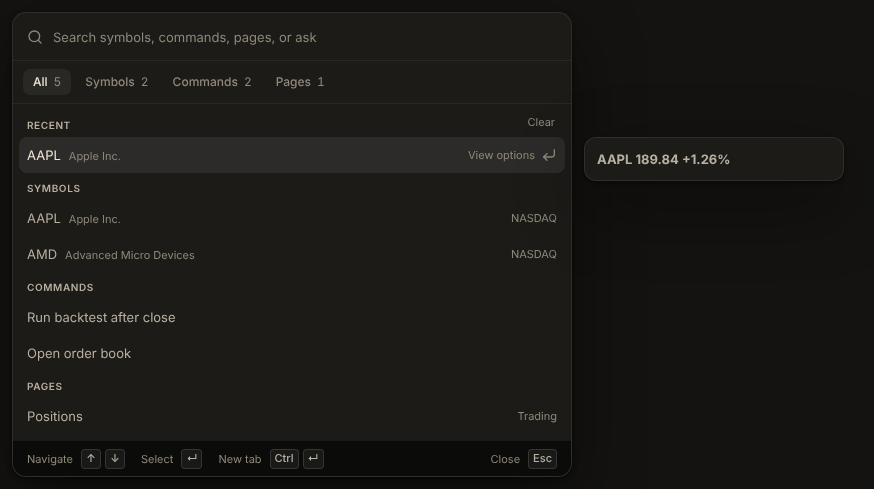 Search symbols, commands, pages, or ask
All 5 Symbols 2 Commands 2 Pages 1
RECENT Clear
AAPL Apple Inc. View options
AAPL 189.84 +1.26%
SYMBOLS
AAPL Apple Inc. NASDAQ
AMD Advanced Micro Devices NASDAQ
COMMANDS
Run backtest after close
Open order book
PAGES
Positions Trading
Navigate ↑ ↓ Select ↵ New tab Ctrl ↵ Close Esc